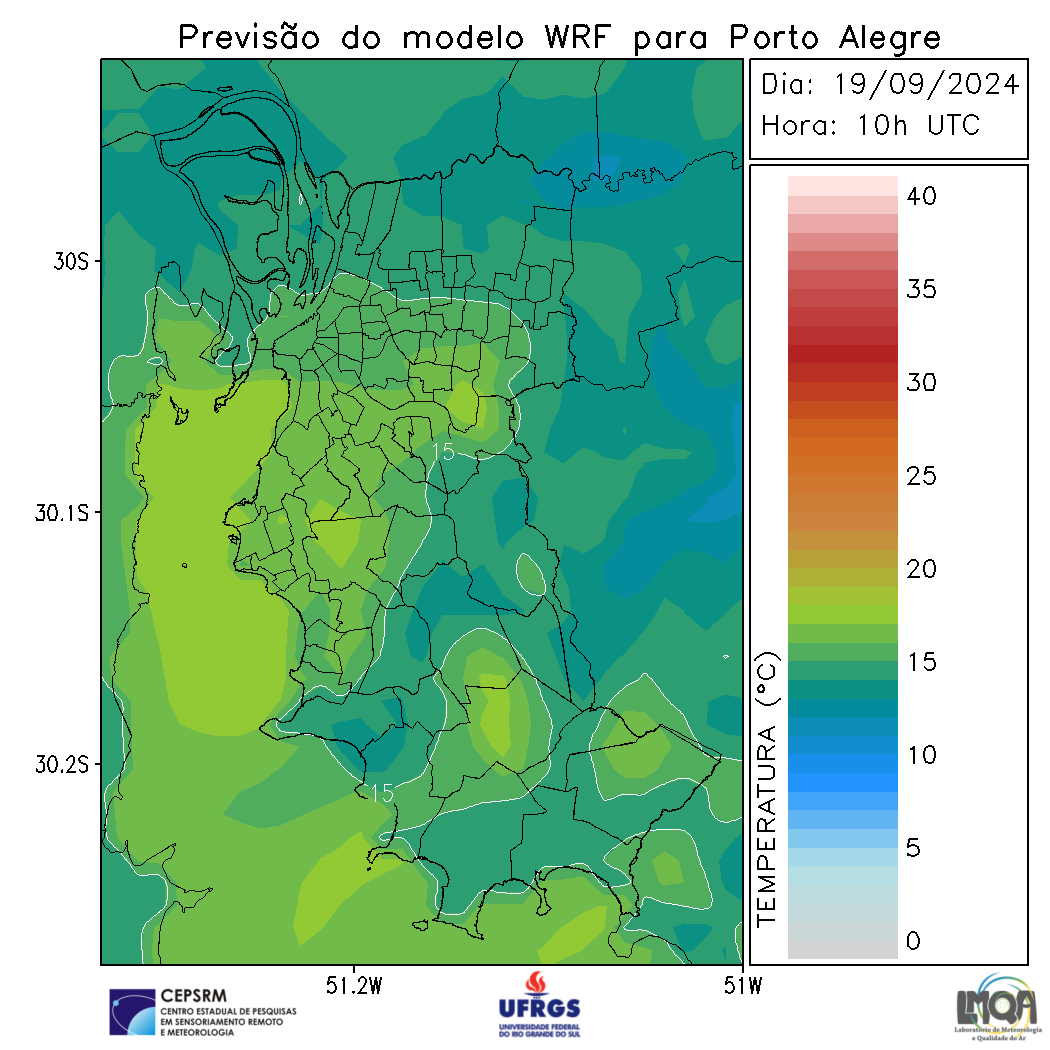 Previsão do modelo WRF para Porto Alegre
Dia: 19/09/2024
Hora: 10h UTC
40
35
30
25
20
15
10
5
0
TEMPERATURA (°C)
30S
30.1S
30.2S
15
15
51.2W
51W
CEPSRM
CENTRO ESTADUAL DE PESQUISAS
EM SENSORIAMENTO REMOTO
E METEOROLOGIA
UFRGS
UNIVERSIDADE FEDERAL
DO RIO GRANDE DO SUL
LMQA
Laboratório de Meteorologia
e Qualidade do Ar